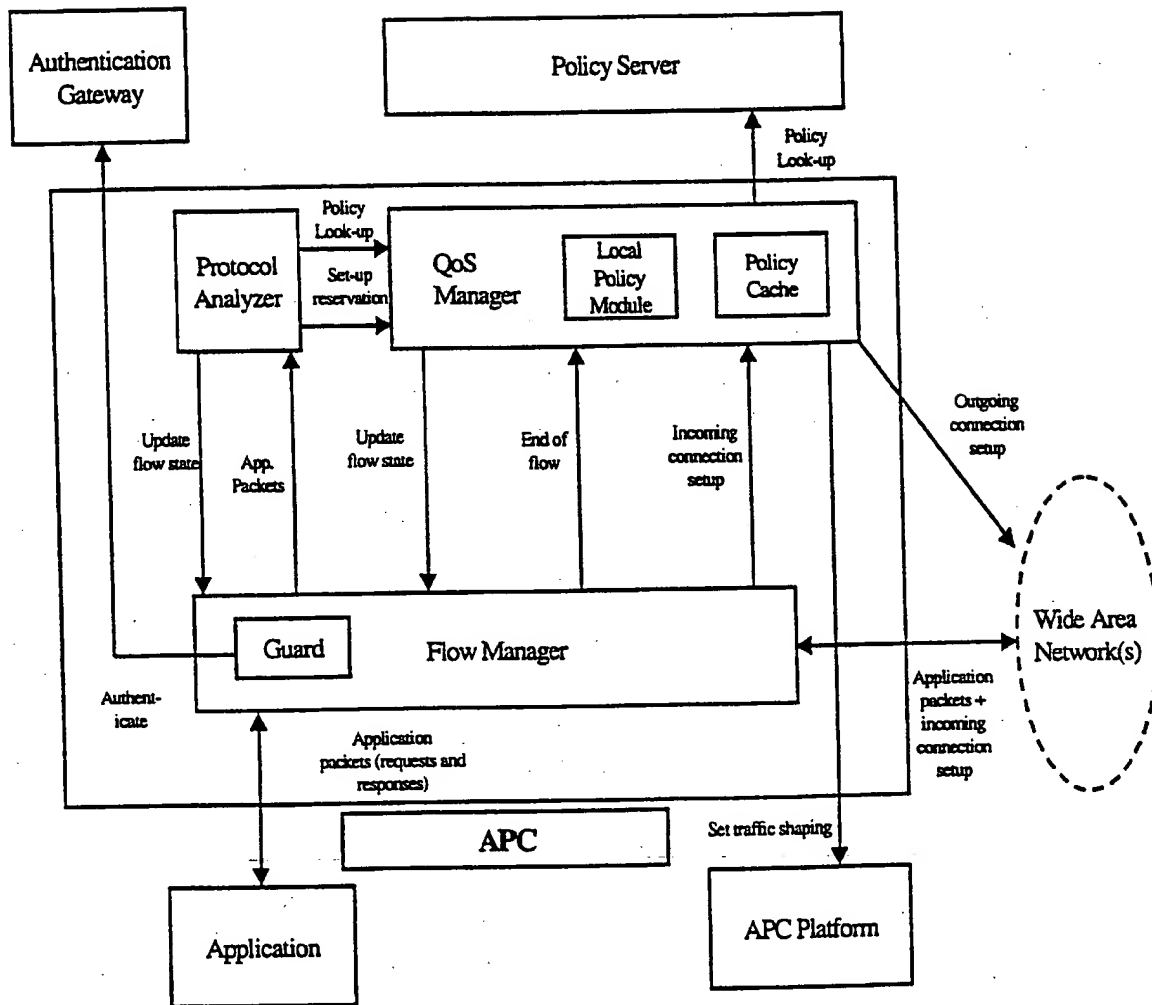 Authentication
Gateway
Policy Server
Policy
Look-up
Policy
Look-up
Protocol
Analyzer
Set-up
reservation
QoS
Manager
Local
Policy
Module
Policy
Cache
Update
flow state
App.
Packets
Update
flow state
End of
flow
Incoming
connection
setup
Outgoing
connection
setup
Guard
Flow Manager
Wide Area
Network(s)
Authent-
icate
Application
packets (requests and
responses)
Application
packets +
incoming
connection
setup
APC
Set traffic shaping
Application
APC Platform